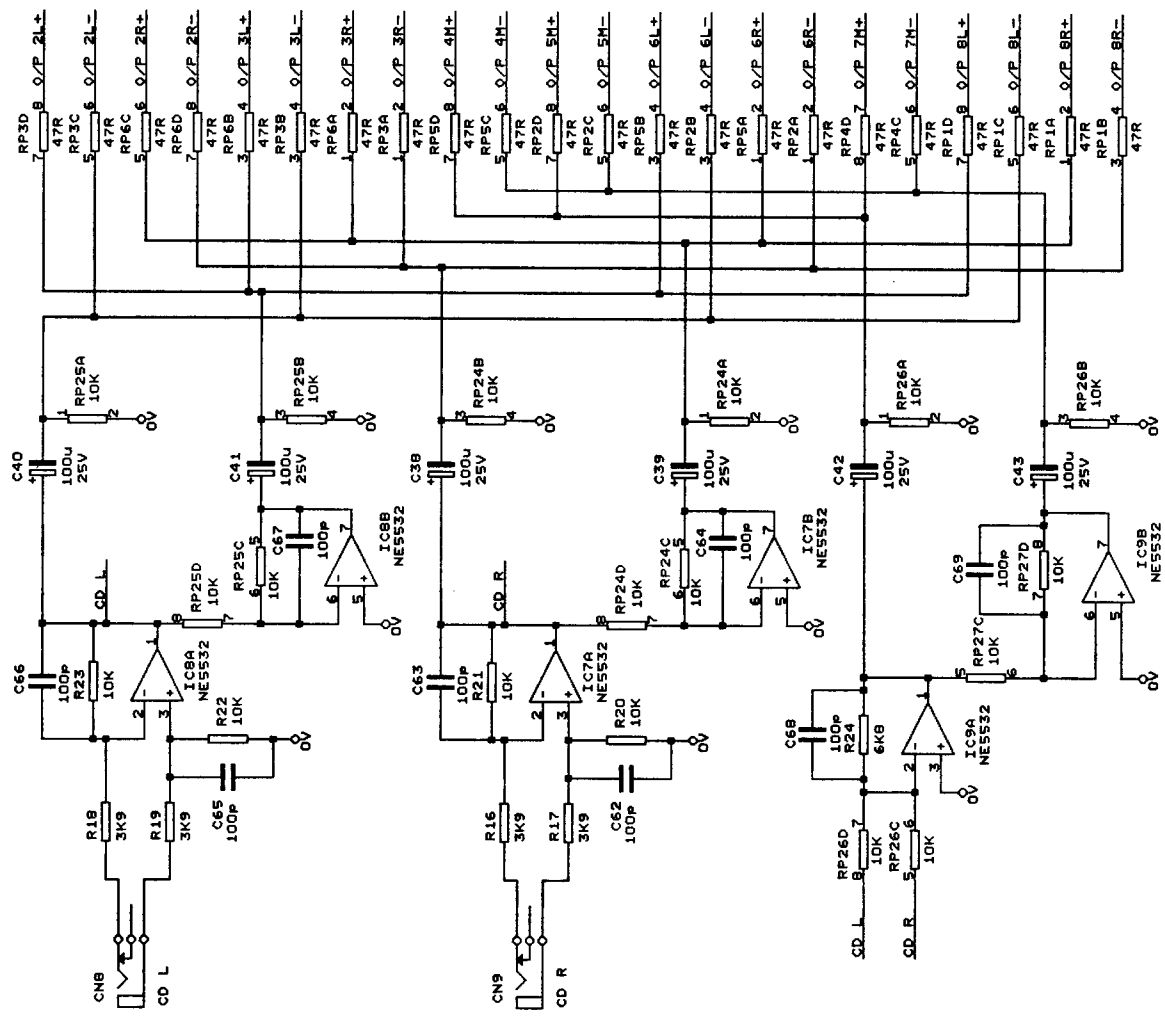 O/P 2L+
O/P 2L-
O/P 2R+
O/P 2R-
O/P 3L+
O/P 3L-
O/P 3R+
O/P 3R-
O/P 4M+
O/P 4M-
O/P 5M+
O/P 5M-
O/P 6L+
O/P 6L-
O/P 6R+
O/P 6R-
O/P 7M+
O/P 7M-
O/P 8L+
O/P 8L-
O/P 8R+
O/P 8R-
RP3D 7 8 47R
RP3C 5 6 47R
RP6C 5 6 47R
RP6D 7 8 47R
RP6B 3 4 47R
RP3B 3 4 47R
RP6A 1 2 47R
RP3A 1 2 47R
RP5D 7 8 47R
RP5C 5 6 47R
RP2D 7 8 47R
RP2C 5 6 47R
RP5B 3 4 47R
RP2B 3 4 47R
RP5A 1 2 47R
RP2A 1 2 47R
RP4D 8 7 47R
RP4C 5 6 47R
RP1D 7 8 47R
RP1C 5 6 47R
RP1A 1 2 47R
RP1B 3 4 47R
RP25A
10K
1 2
0V
RP25B
10K
3 4
0V
RP24B
10K
3 4
0V
RP24A
10K
1 2
0V
RP26A
10K
1 2
0V
RP26B
10K
3 4
0V
C40
+
100u
25V
C41
+
100u
25V
C38
+
100u
25V
C39
+
100u
25V
C42
+
100u
25V
C43
+
100u
25V
CD L
RP25D
10K
8 7
RP25C
10K
6 5
C67
100p
IC8B
NE5532
6 - 7
5 +
0V
CD R
RP24D
10K
8 7
RP24C
10K
6 5
C64
100p
IC7B
NE5532
6 - 7
5 +
0V
C69
100p
RP27D
10K
7 8
RP27C
10K
5 6
IC9B
NE5532
6 - 7
5 +
0V
C66
100p
R23
10K
IC8A
NE5532
2 - 1
3 +
R22
10K
0V
C65
100p
R18
3K9
R19
3K9
C63
100p
R21
10K
IC7A
NE5532
2 - 1
3 +
R20
10K
0V
C62
100p
R16
3K9
R17
3K9
C68
100p
R24
6K8
IC9A
NE5532
2 - 1
3 +
0V
RP26D
10K
8 7
RP26C
10K
5 6
CD L
CD R
CN8
CD L
CN9
CD R